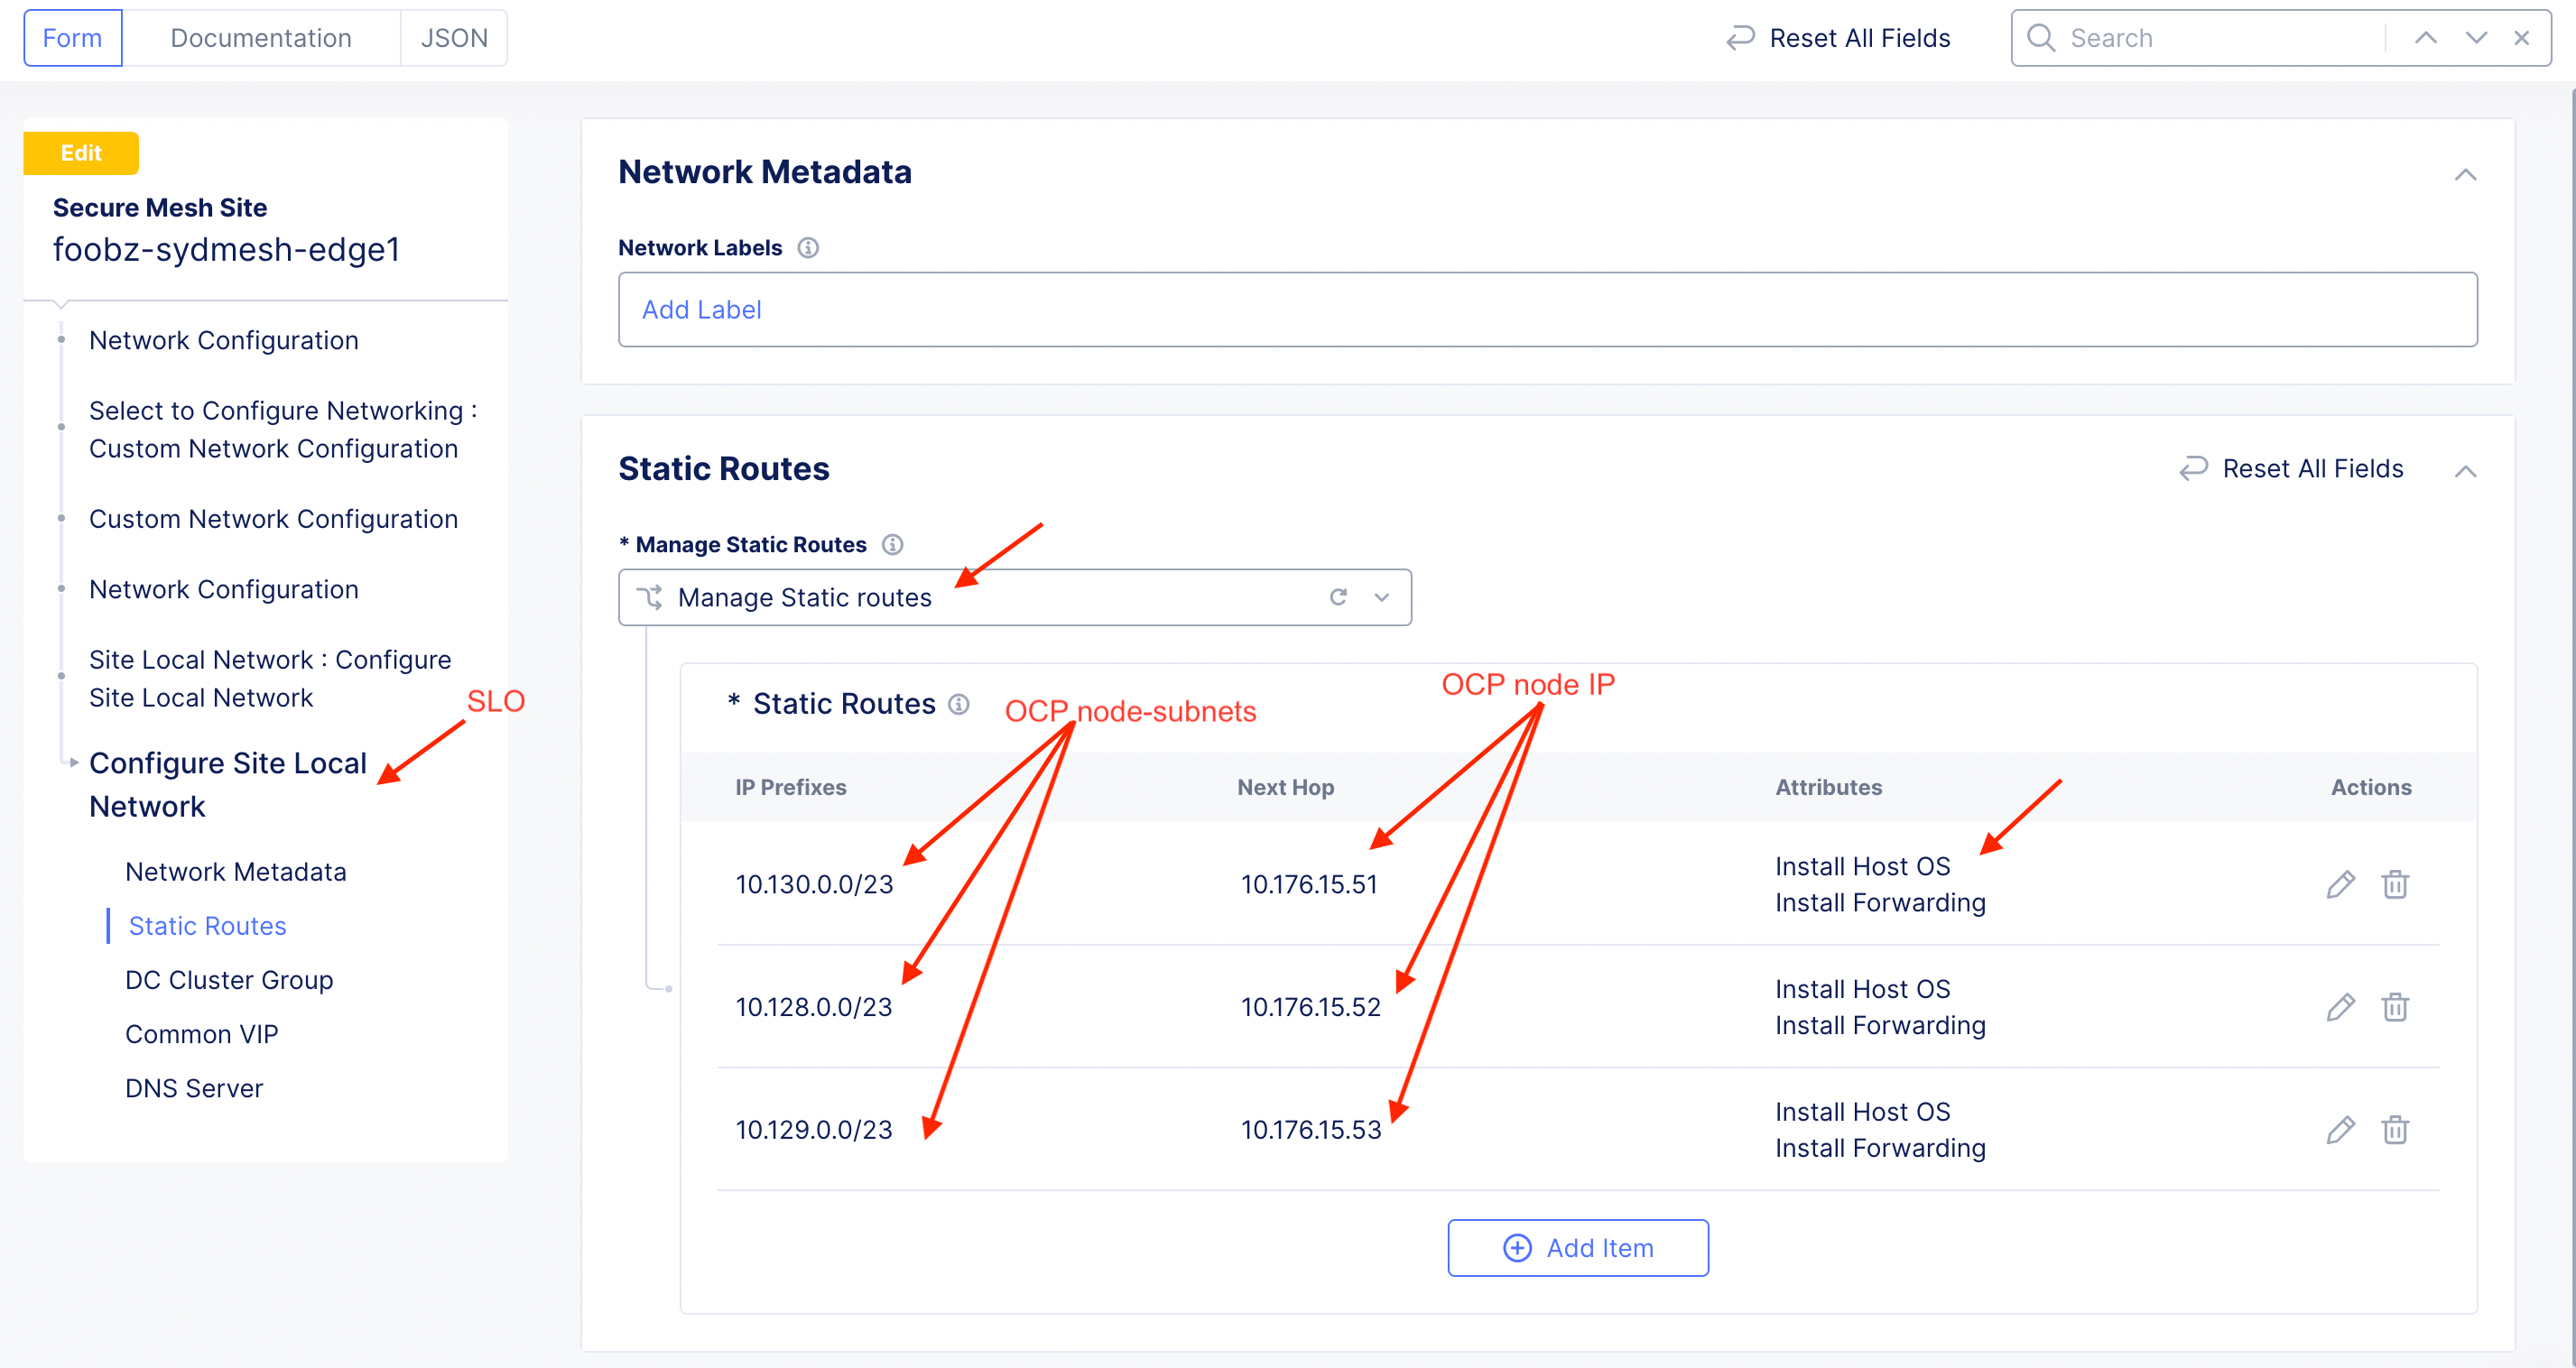 Form
Documentation
JSON
Reset All Fields
Search
Edit
Secure Mesh Site
foobz-sydmesh-edge1
Network Configuration
Select to Configure Networking :
Custom Network Configuration
Custom Network Configuration
Network Configuration
Site Local Network : Configure
Site Local Network
SLO
Configure Site Local
Network
Network Metadata
Static Routes
DC Cluster Group
Common VIP
DNS Server
Network Metadata
Network Labels
Add Label
Static Routes
Reset All Fields
* Manage Static Routes
Manage Static routes
* Static Routes
OCP node-subnets
OCP node IP
IP Prefixes
Next Hop
Attributes
Actions
10.130.0.0/23
10.176.15.51
Install Host OS
Install Forwarding
10.128.0.0/23
10.176.15.52
Install Host OS
Install Forwarding
10.129.0.0/23
10.176.15.53
Install Host OS
Install Forwarding
Add Item